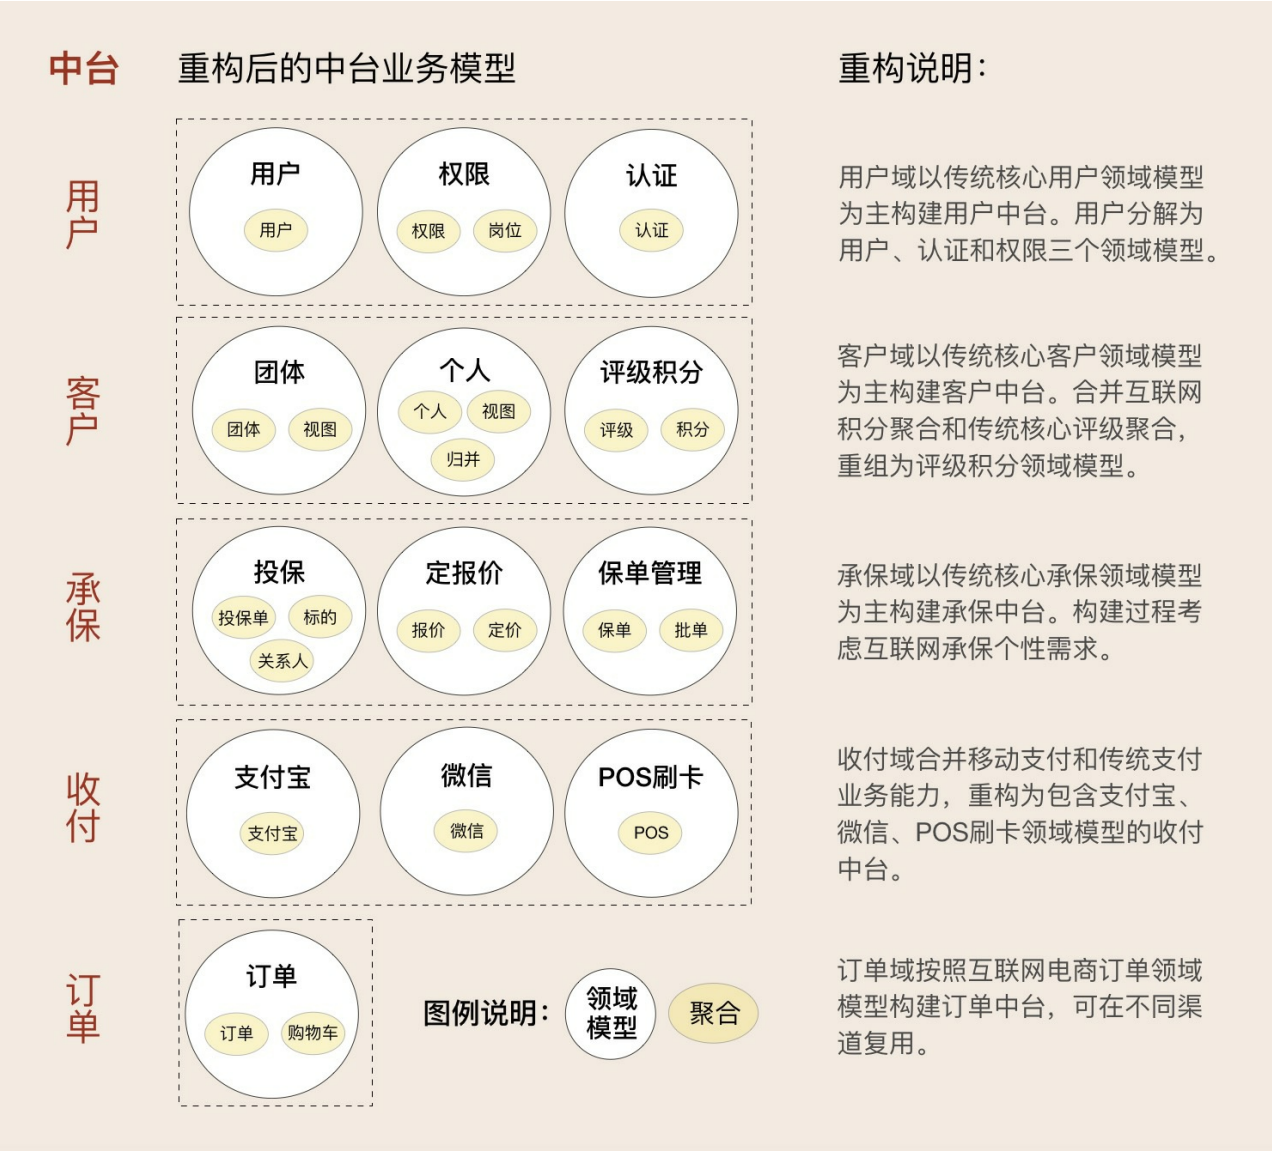 中台
重构后的中台业务模型
重构说明：
用户
用户
用户
权限
权限
岗位
认证
认证
用户域以传统核心用户领域模型
为主构建用户中台。用户分解为
用户、认证和权限三个领域模型。
客户
团体
团体
视图
个人
个人
视图
归并
评级积分
评级
积分
客户域以传统核心客户领域模型
为主构建客户中台。合并互联网
积分聚合和传统核心评级聚合，
重组为评级积分领域模型。
承保
投保
投保单
标的
关系人
定报价
报价
定价
保单管理
保单
批单
承保域以传统核心承保领域模型
为主构建承保中台。构建过程考
虑互联网承保个性需求。
收付
支付宝
支付宝
微信
微信
POS刷卡
POS
收付域合并移动支付和传统支付
业务能力，重构为包含支付宝、
微信、POS刷卡领域模型的收付
中台。
订单
订单
订单
购物车
图例说明：
领域
模型
聚合
订单域按照互联网电商订单领域
模型构建订单中台，可在不同渠
道复用。